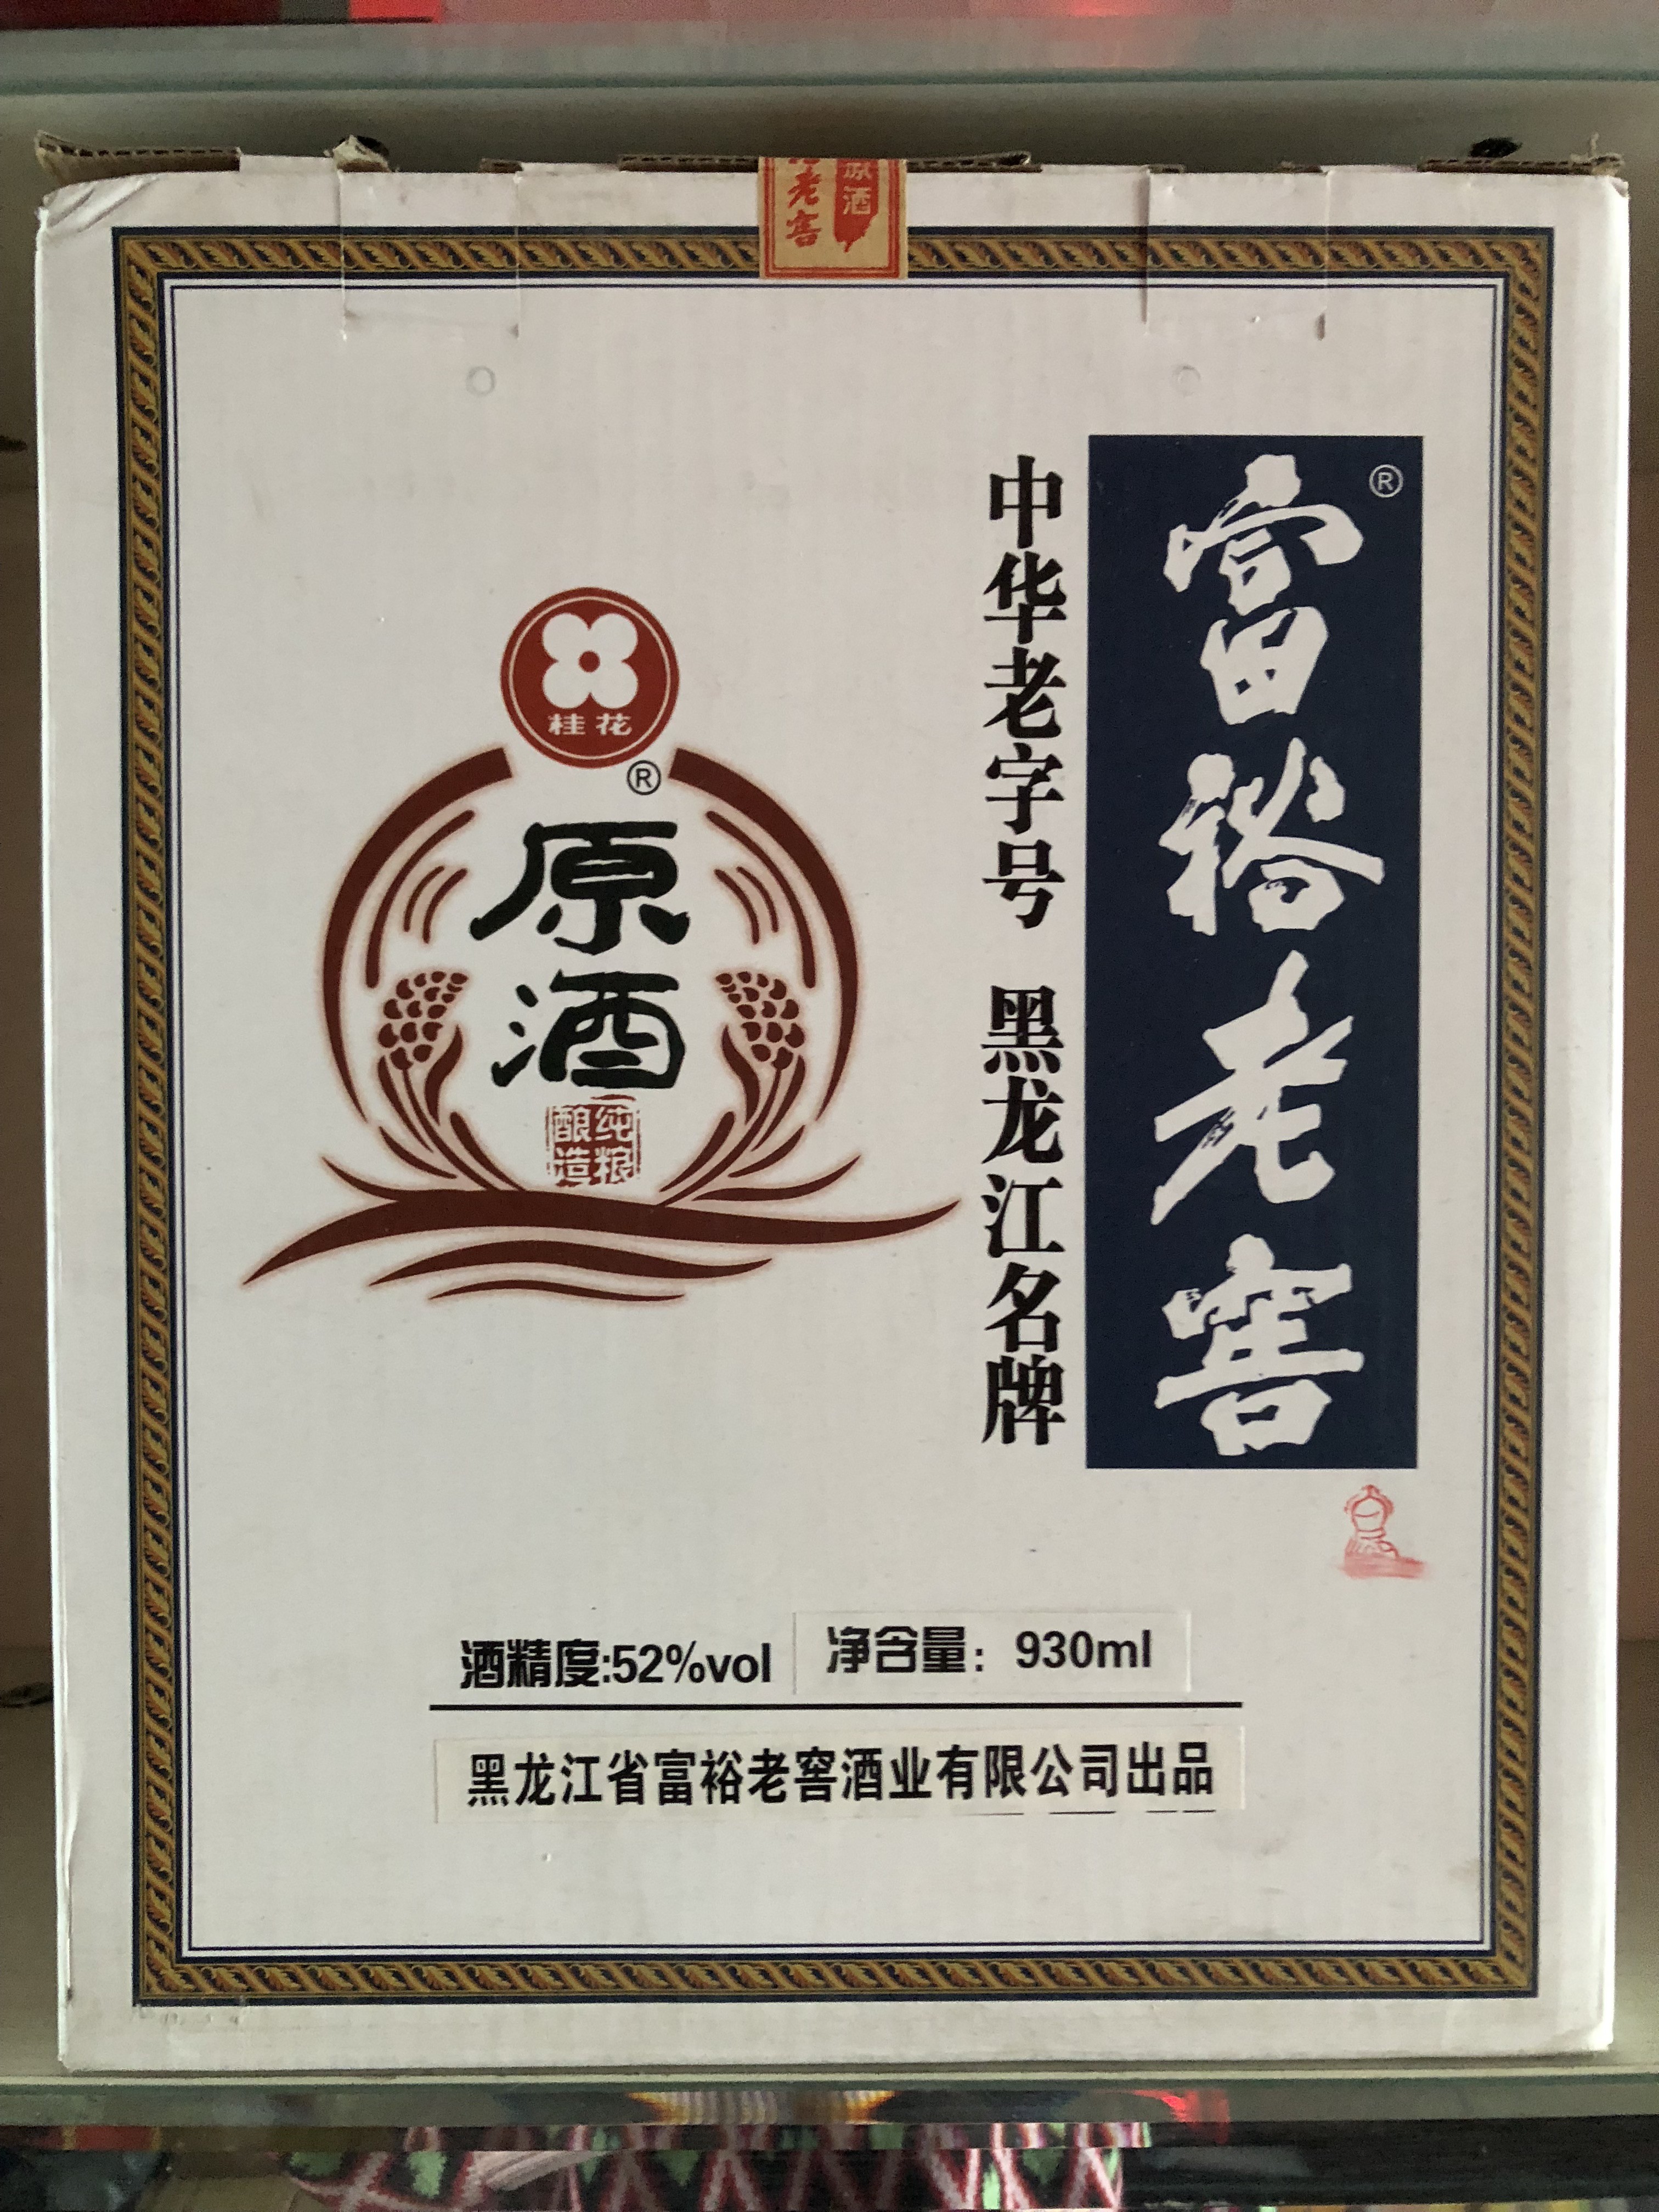 老窖
原酒
富裕老窖
®
中华老字号 黑龙江名牌
桂花
®
原酒
纯粮
酿造
酒精度:52%vol 净含量：930ml
黑龙江省富裕老窖酒业有限公司出品